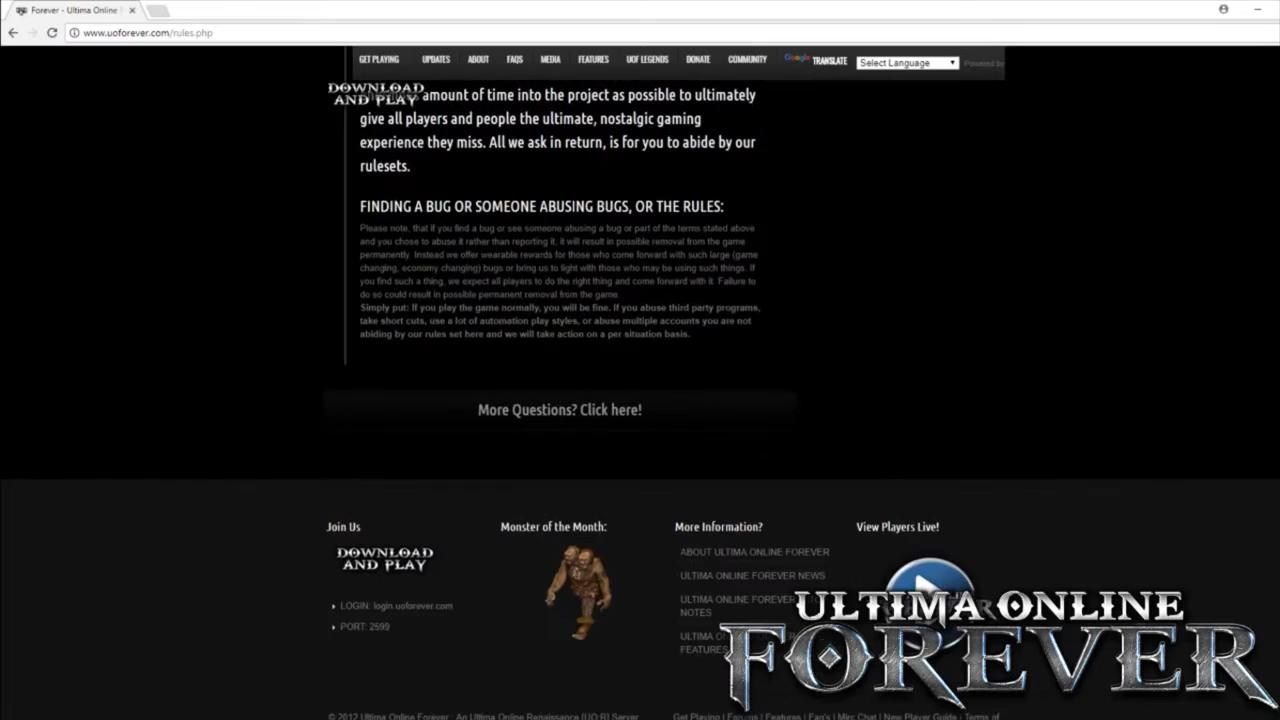 Forever - Ultima Online
www.uoforever.com/rules.php
GET PLAYING UPDATES ABOUT FAQS MEDIA FEATURES UOF LEGENDS DONATE COMMUNITY Google TRANSLATE Select Language Powered by
DOWNLOAD
AND PLAY
amount of time into the project as possible to ultimately
give all players and people the ultimate, nostalgic gaming
experience they miss. All we ask in return, is for you to abide by our
rulesets.
FINDING A BUG OR SOMEONE ABUSING BUGS, OR THE RULES:
Please note, that if you find a bug or see someone abusing a bug or part of the terms stated above
and you chose to abuse it rather than reporting it, it will result in possible removal from the game
permanently. Instead we offer wearable rewards for those who come forward with such large (game
changing, economy changing) bugs or bring us to light with those who may be using such things. If
you find such a thing, we expect all players to do the right thing and come forward with it. Failure to
do so could result in possible permanent removal from the game.
Simply put: If you play the game normally, you will be fine. If you abuse third party programs,
take short cuts, use a lot of automation play styles, or abuse multiple accounts you are not
abiding by our rules set here and we will take action on a per situation basis.
More Questions? Click here!
Join Us
DOWNLOAD
AND PLAY
LOGIN: login.uoforever.com
PORT: 2599
Monster of the Month:
More Information?
ABOUT ULTIMA ONLINE FOREVER
ULTIMA ONLINE FOREVER NEWS
ULTIMA ONLINE FOREVER
NOTES
ULTIMA
FEATURES
View Players Live!
ULTIMA ONLINE
FOREVER
© 2012 Ultima Online Forever. An Ultima Online Renaissance (UO:R) Server
Get Playing | Forums | Features | Faq's | Mirc Chat | New Player Guide - Terms of